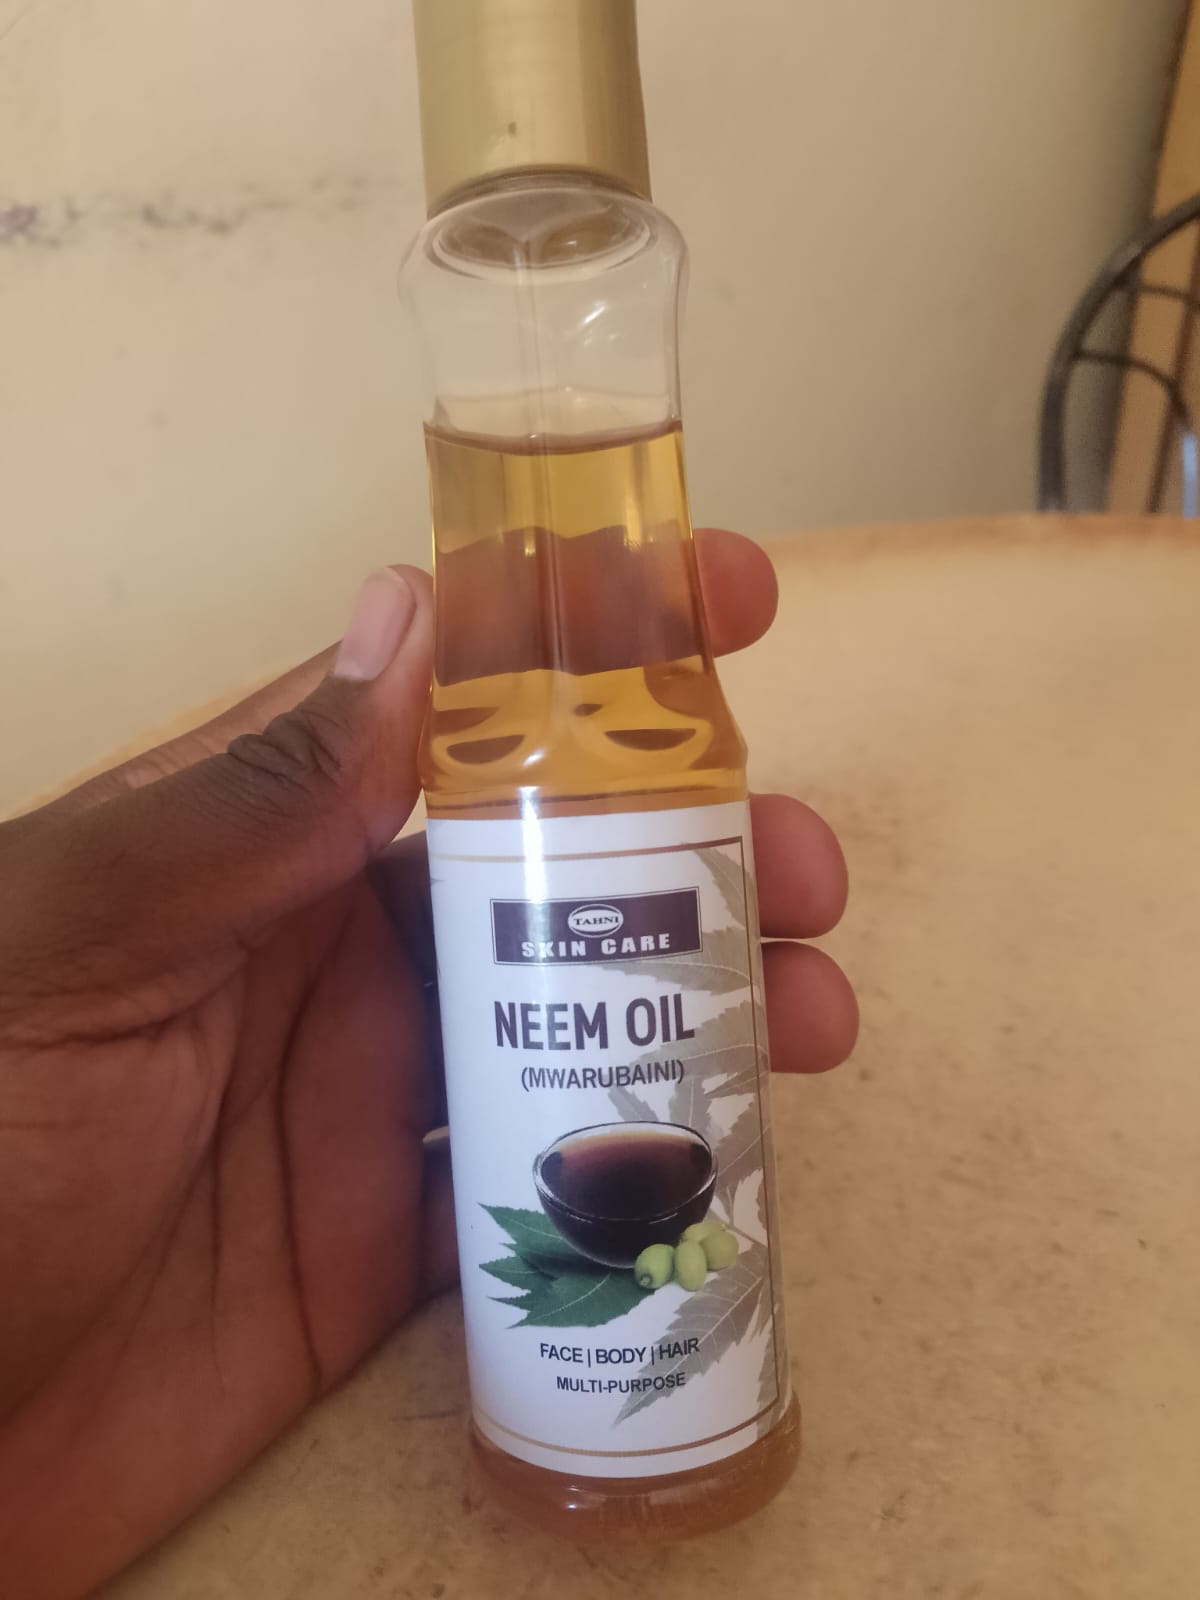 TAHNI
SKIN CARE
NEEM OIL
(MWARUBAINI)
FACE | BODY | HAIR
MULTI-PURPOSE